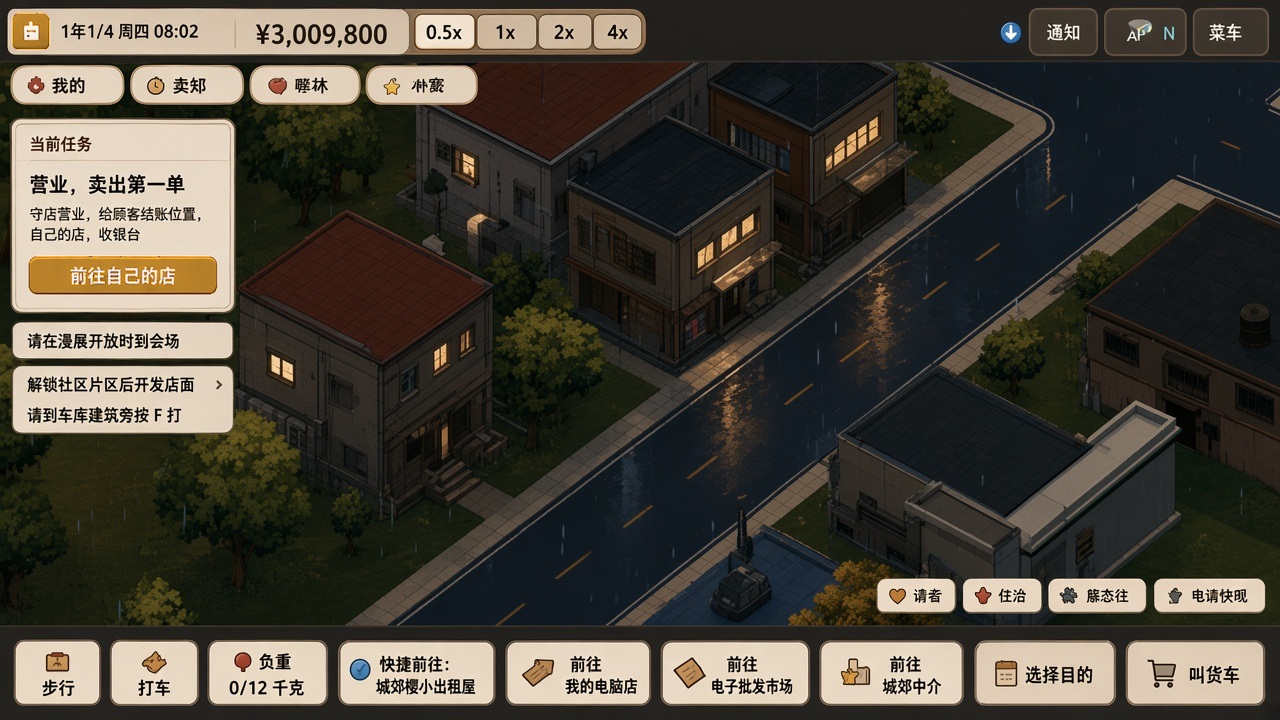 1年1/4 周四 08:02
¥3,009,800
0.5x
1x
2x
4x
通知
AP N
菜车
我的
卖䢼
当前任务
营业，卖出第一单
守店营业，给顾客结账位置，
自己的店，收银台
前往自己的店
请在漫展开放时到会场
解锁社区片区后开发店面
请到车库建筑旁按 F 打
请者
住治
步行
打车
负重
0/12 千克
快捷前往：
城郊樱小出租屋
前往
我的电脑店
前往
电子批发市场
前往
城郊中介
选择目的
叫货车